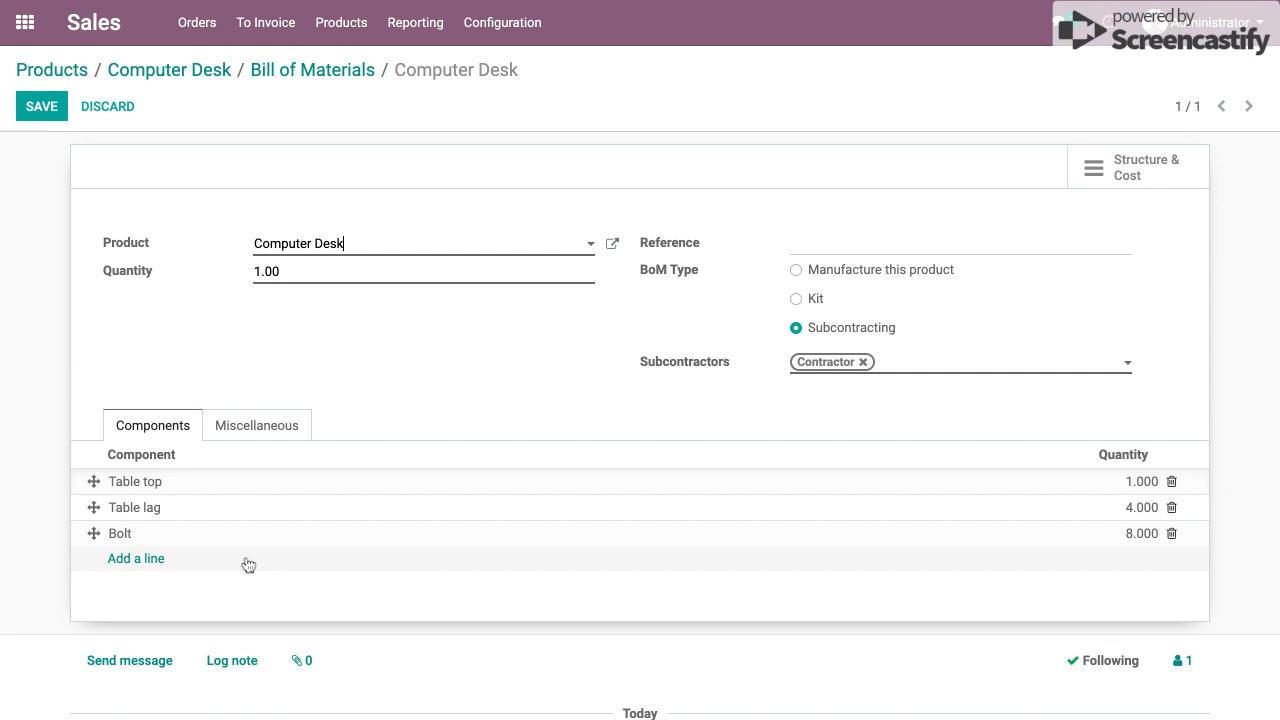 Sales
Orders
To Invoice
Products
Reporting
Configuration
Administrator
powered by
Screencastify
Products / Computer Desk / Bill of Materials / Computer Desk
SAVE
DISCARD
1 / 1
Structure &
Cost
Product
Computer Desk
Quantity
1.00
Reference
BoM Type
Manufacture this product
Kit
Subcontracting
Subcontractors
Contractor
Components
Miscellaneous
Component
Quantity
Table top
1.000
Table lag
4.000
Bolt
8.000
Add a line
Send message
Log note
0
Following
1
Today